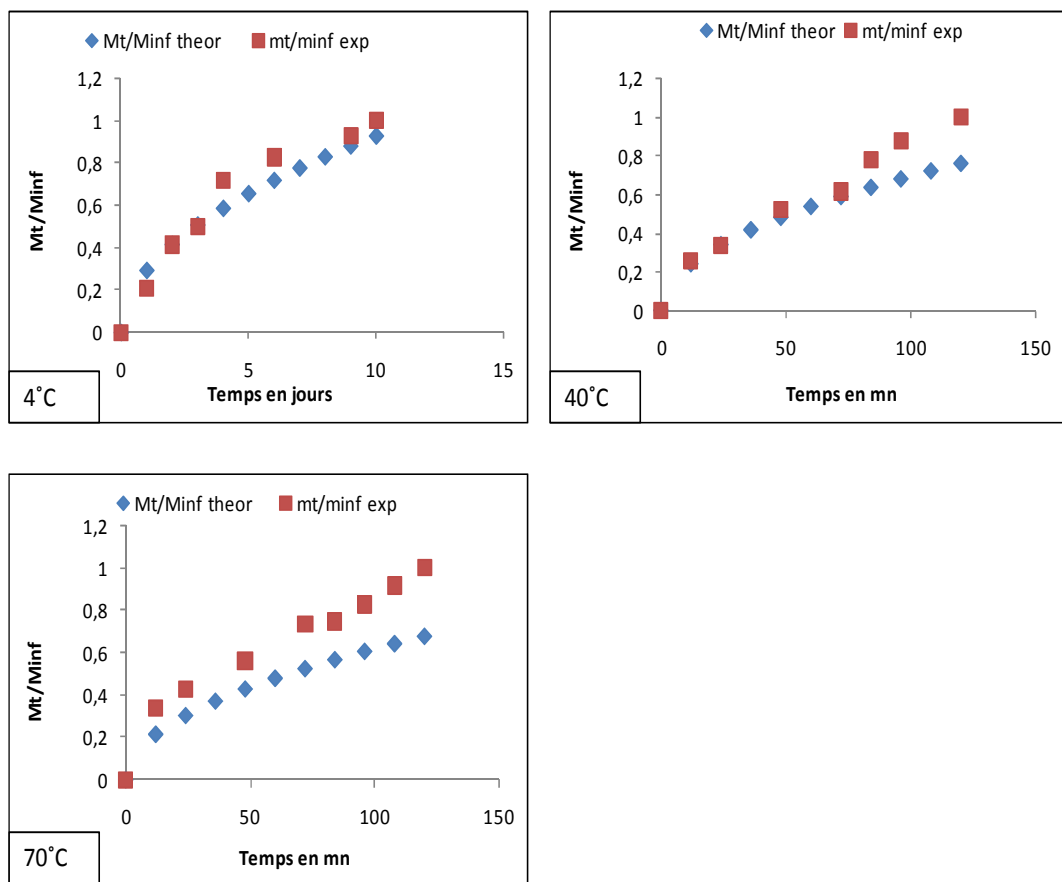 Mt/Minf theor mt/minf exp
1,2
1
0,8
0,6
0,4
0,2
0
Mt/Minf
0 5 10 15
Temps en jours
4°C
Mt/Minf theor mt/minf exp
1,2
1
0,8
0,6
0,4
0,2
0
Mt/Minf
0 50 100 150
Temps en mn
40°C
Mt/Minf theor mt/minf exp
1,2
1
0,8
0,6
0,4
0,2
0
Mt/Minf
0 50 100 150
Temps en mn
70°C